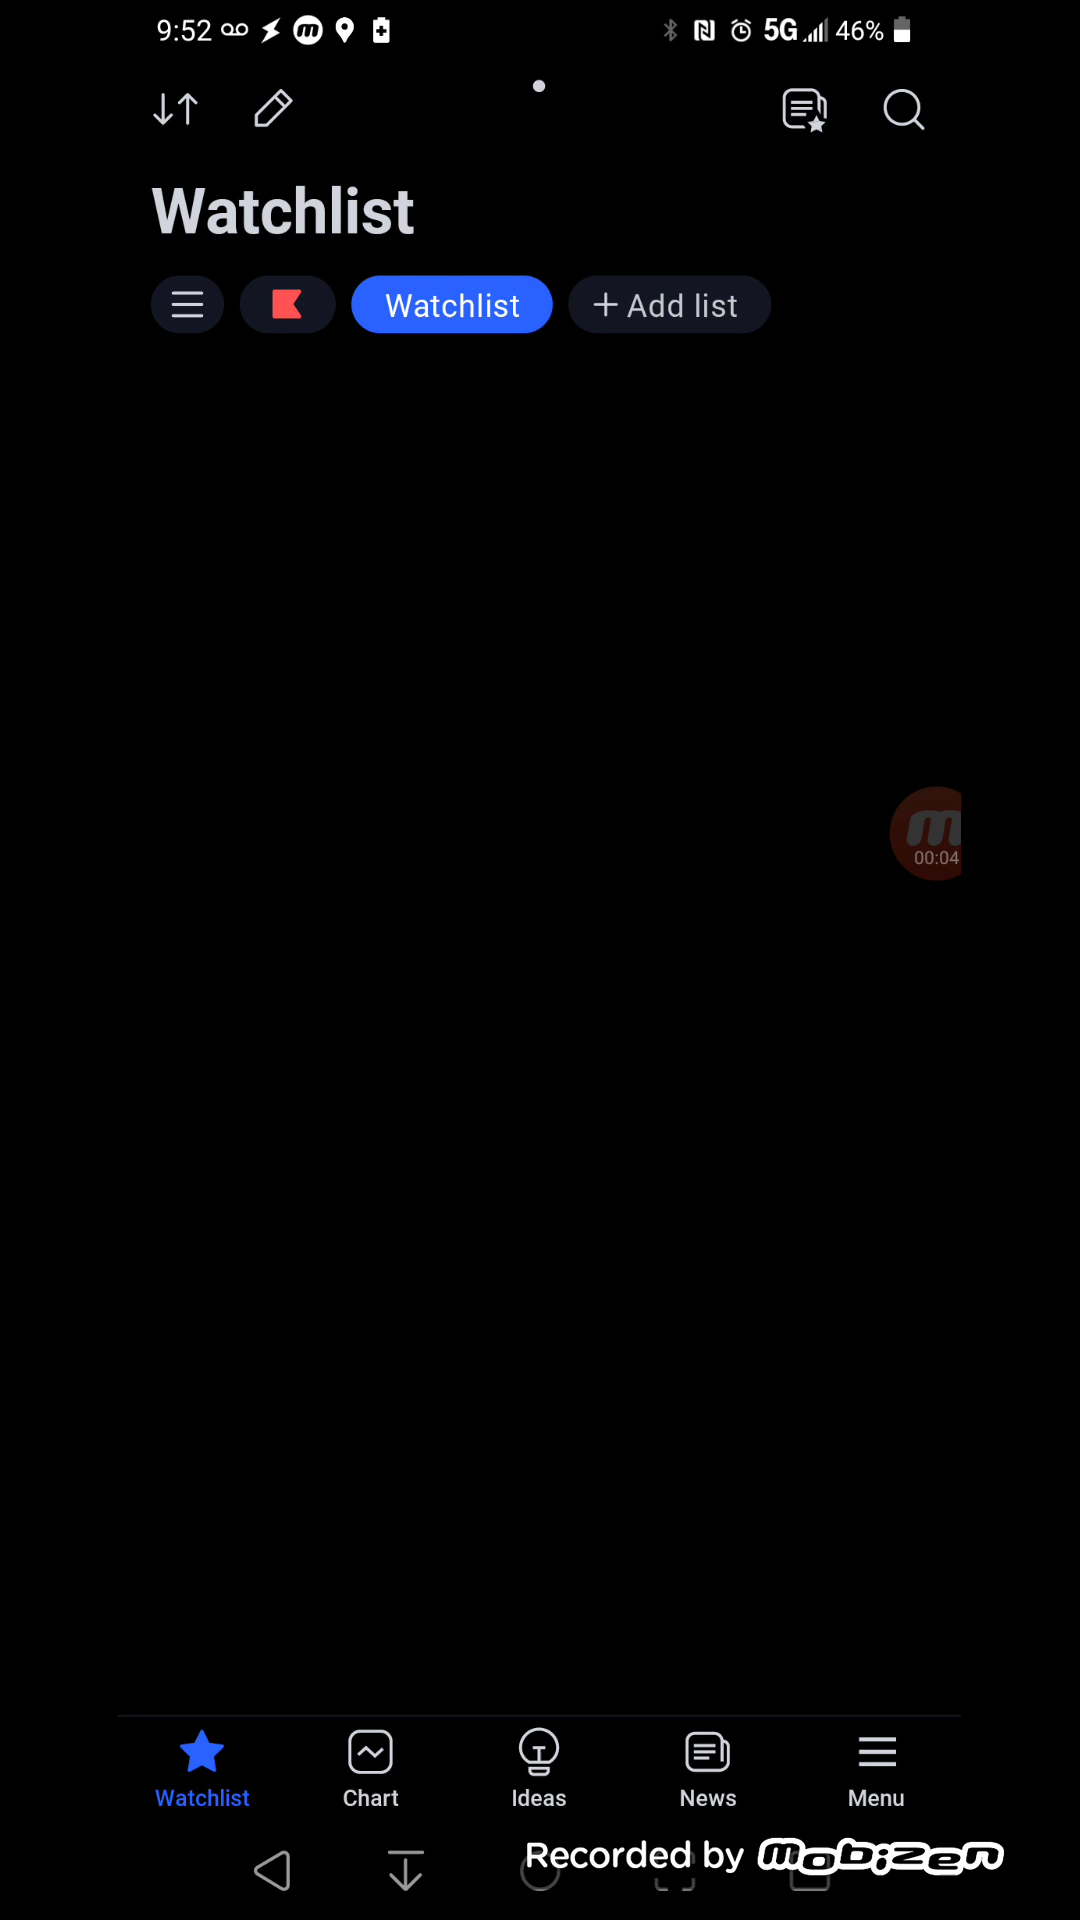 9:52 5G 46%
Watchlist
Watchlist + Add list
00:04
Watchlist Chart Ideas News Menu
Recorded by mobizen